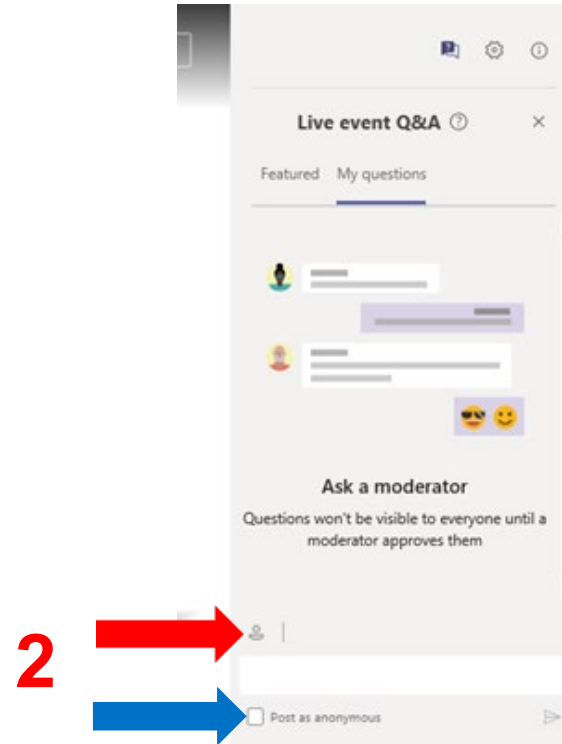 Live event Q&A
Featured My questions
Ask a moderator
Questions won't be visible to everyone until a
moderator approves them
2
Post as anonymous